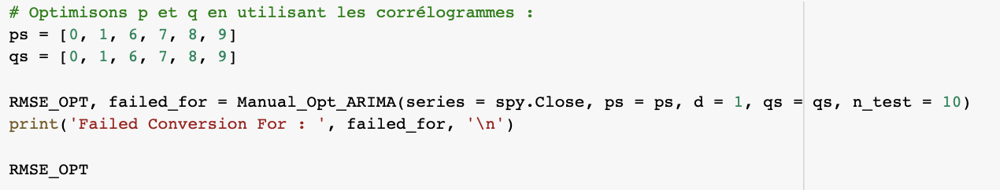 # Optimisons p et q en utilisant les corrélogrammes :
ps = [0, 1, 6, 7, 8, 9]
qs = [0, 1, 6, 7, 8, 9]
RMSE_OPT, failed_for = Manual_Opt_ARIMA(series = spy.Close, ps = ps, d = 1, qs = qs, n_test = 10)
print('Failed Conversion For : ', failed_for, '\n')
RMSE_OPT